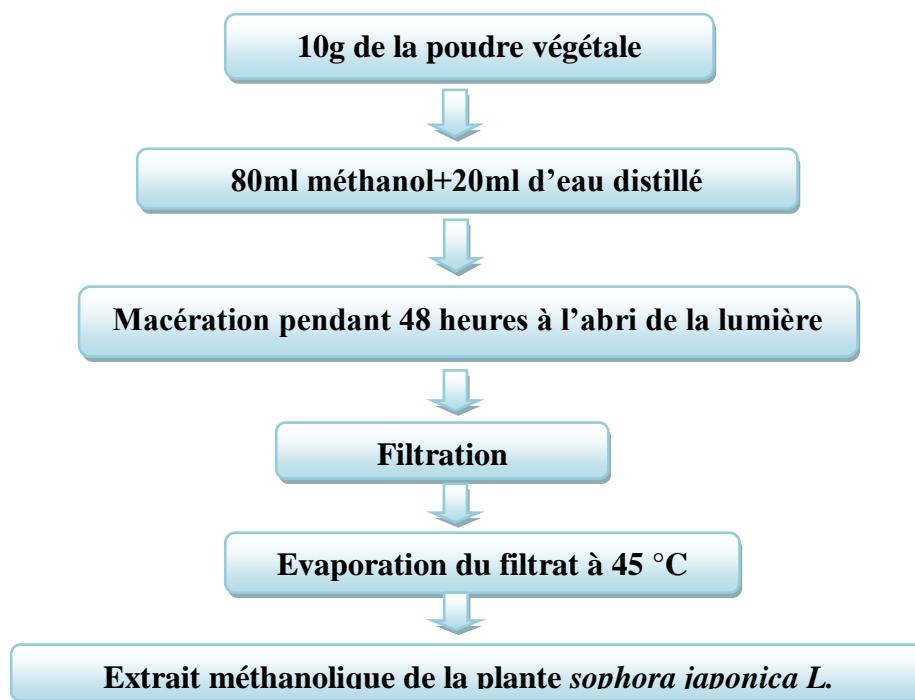 10g de la poudre végétale
80ml méthanol+20ml d’eau distillé
Macération pendant 48 heures à l’abri de la lumière
Filtration
Evaporation du filtrat à 45 °C
Extrait méthanolique de la plante sophora japonica L.